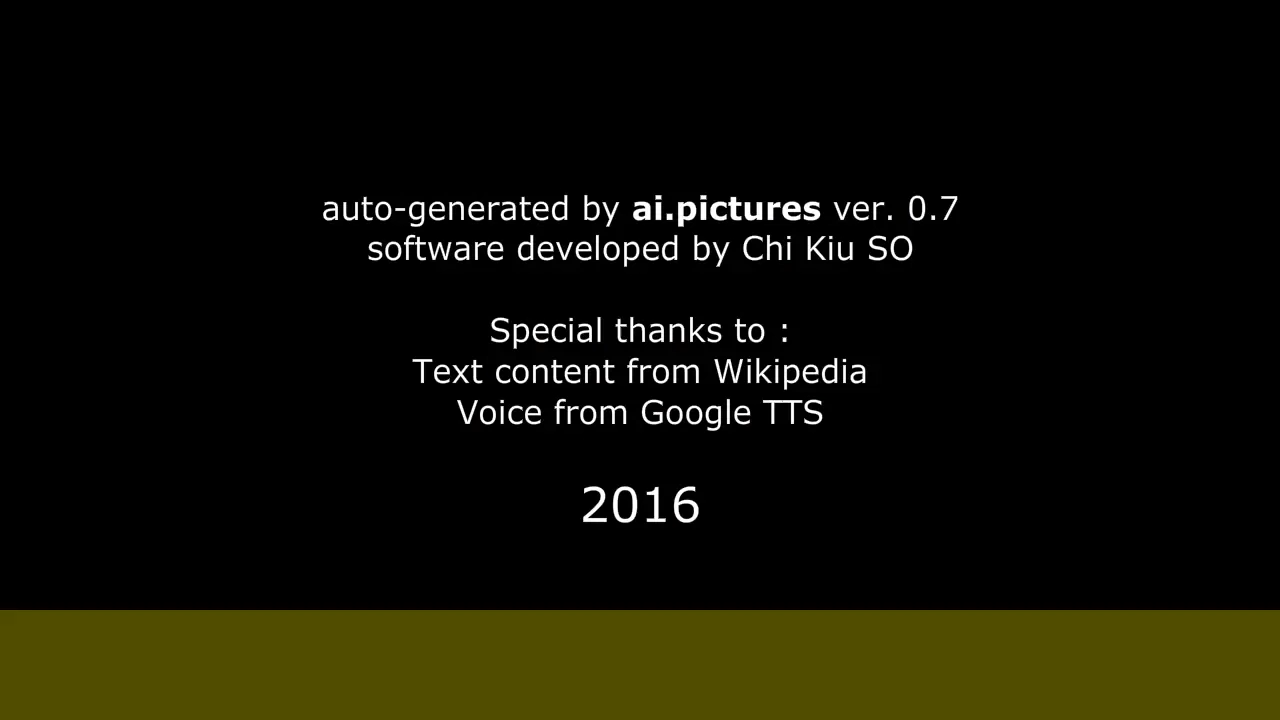 auto-generated by ai.pictures ver. 0.7
software developed by Chi Kiu SO
Special thanks to :
Text content from Wikipedia
Voice from Google TTS
2016